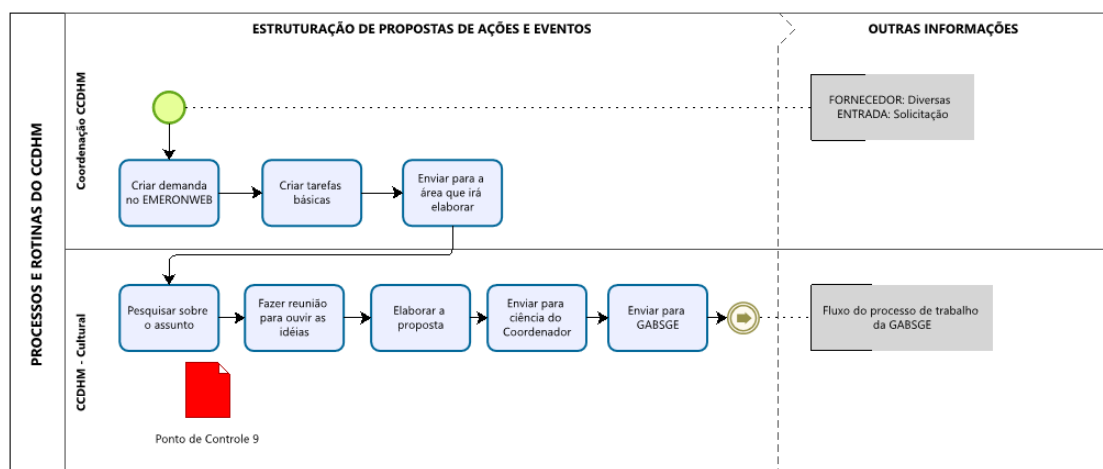 PROCESSOS E ROTINAS DO CCDHM
ESTRUTURAÇÃO DE PROPOSTAS DE AÇÕES E EVENTOS
OUTRAS INFORMAÇÕES
Coordenação CCDHM
FORNECEDOR: Diversas
ENTRADA: Solicitação
Criar demanda
no EMERONWEB
Criar tarefas
básicas
Enviar para a
área que irá
elaborar
CCDHM - Cultural
Pesquisar sobre
o assunto
Fazer reunião
para ouvir as
idéias
Elaborar a
proposta
Enviar para
ciência do
Coordenador
Enviar para
GABSGE
Fluxo do processo de trabalho
da GABSGE
Ponto de Controle 9